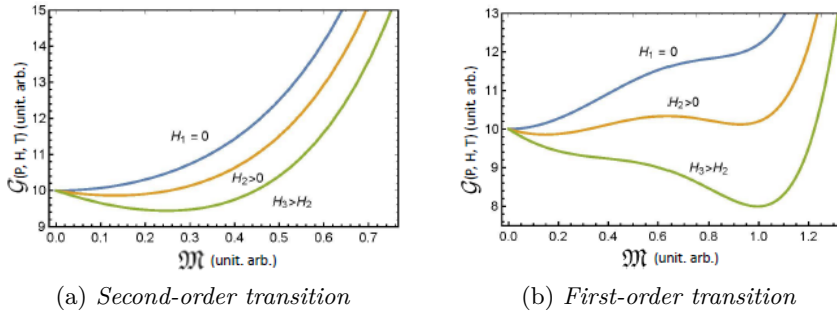 15
14
13
12
11
10
9
𝒢(P, H, T) (unit. arb.)
H₁ = 0
H₂>0
H₃>H₂
0.0 0.1 0.2 0.3 0.4 0.5 0.6 0.7
𝔐 (unit. arb.)
(a) Second-order transition
13
12
11
10
9
8
𝒢(P, H, T) (unit. arb.)
H₁ = 0
H₂>0
H₃>H₂
0.0 0.2 0.4 0.6 0.8 1.0 1.2
𝔐 (unit. arb.)
(b) First-order transition